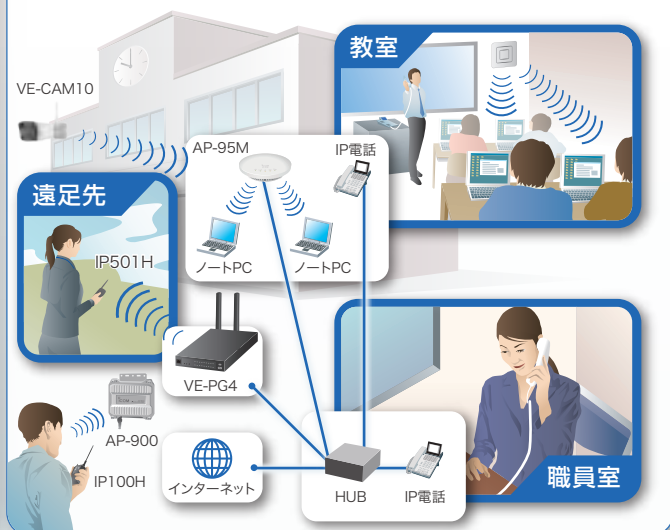 教室
VE-CAM10
AP-95M
IP電話
遠足先
IP501H
ノートPC
ノートPC
VE-PG4
AP-900
IP100H
インターネット
HUB
IP電話
職員室